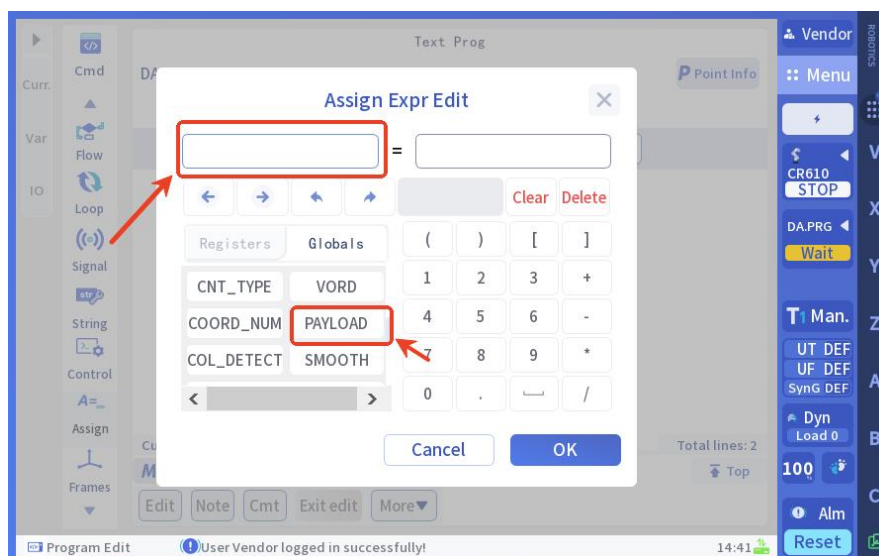 Text Prog
Vendor
ROBOTICS
Cmd
DA
P Point Info
Menu
Curr.
Assign Expr Edit
Var
Flow
=
CR610
STOP
IO
Loop
Clear Delete
DA.PRG
Wait
Registers Globals
( ) [ ]
Signal
CNT_TYPE VORD
1 2 3 +
String
COORD_NUM PAYLOAD
4 5 6 -
T1 Man.
COL_DETECT SMOOTH
7 8 9 *
UT DEF
UF DEF
SynG DEF
Control
0 . /
A=_
Assign
Cancel OK
Dyn
Load 0
Cu
Total lines: 2
M
Top
100%
Frames
Edit Note Cmt Exit edit More
Alm
Program Edit
User Vendor logged in successfully!
14:41
Reset
V
X
Y
Z
A
B
C